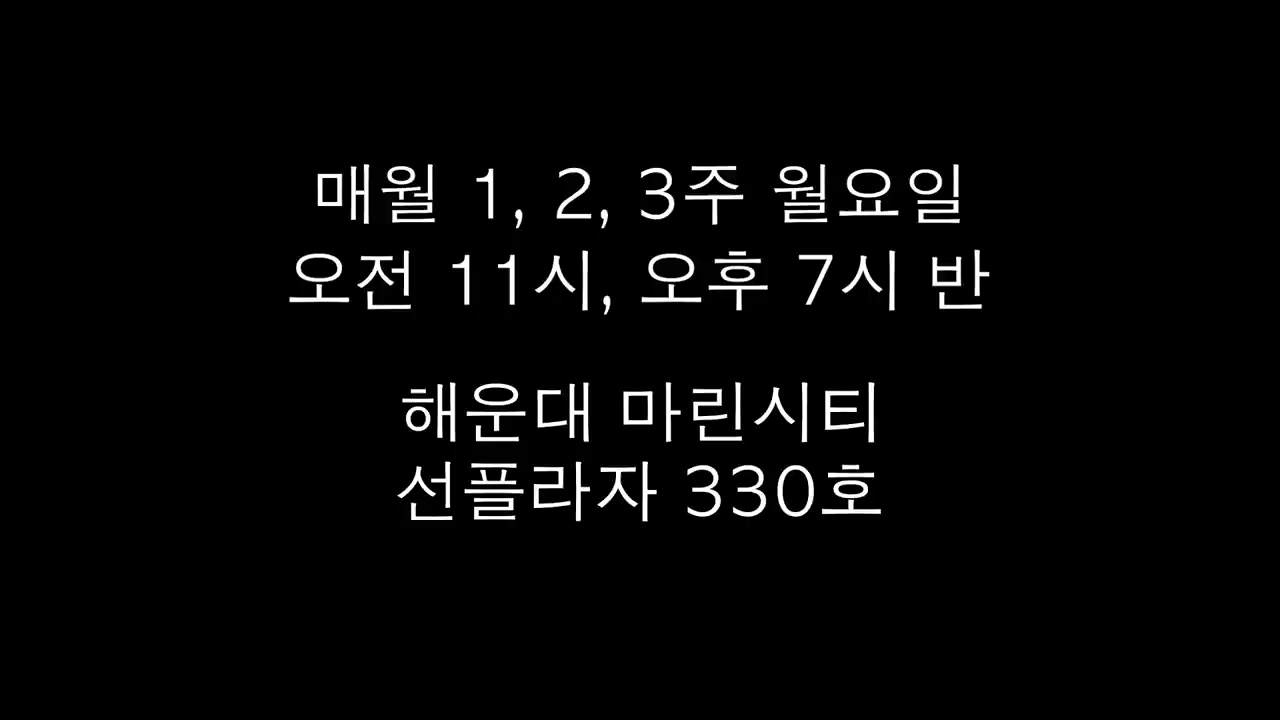 매월 1, 2, 3주 월요일
오전 11시, 오후 7시 반
해운대 마린시티
선플라자 330호